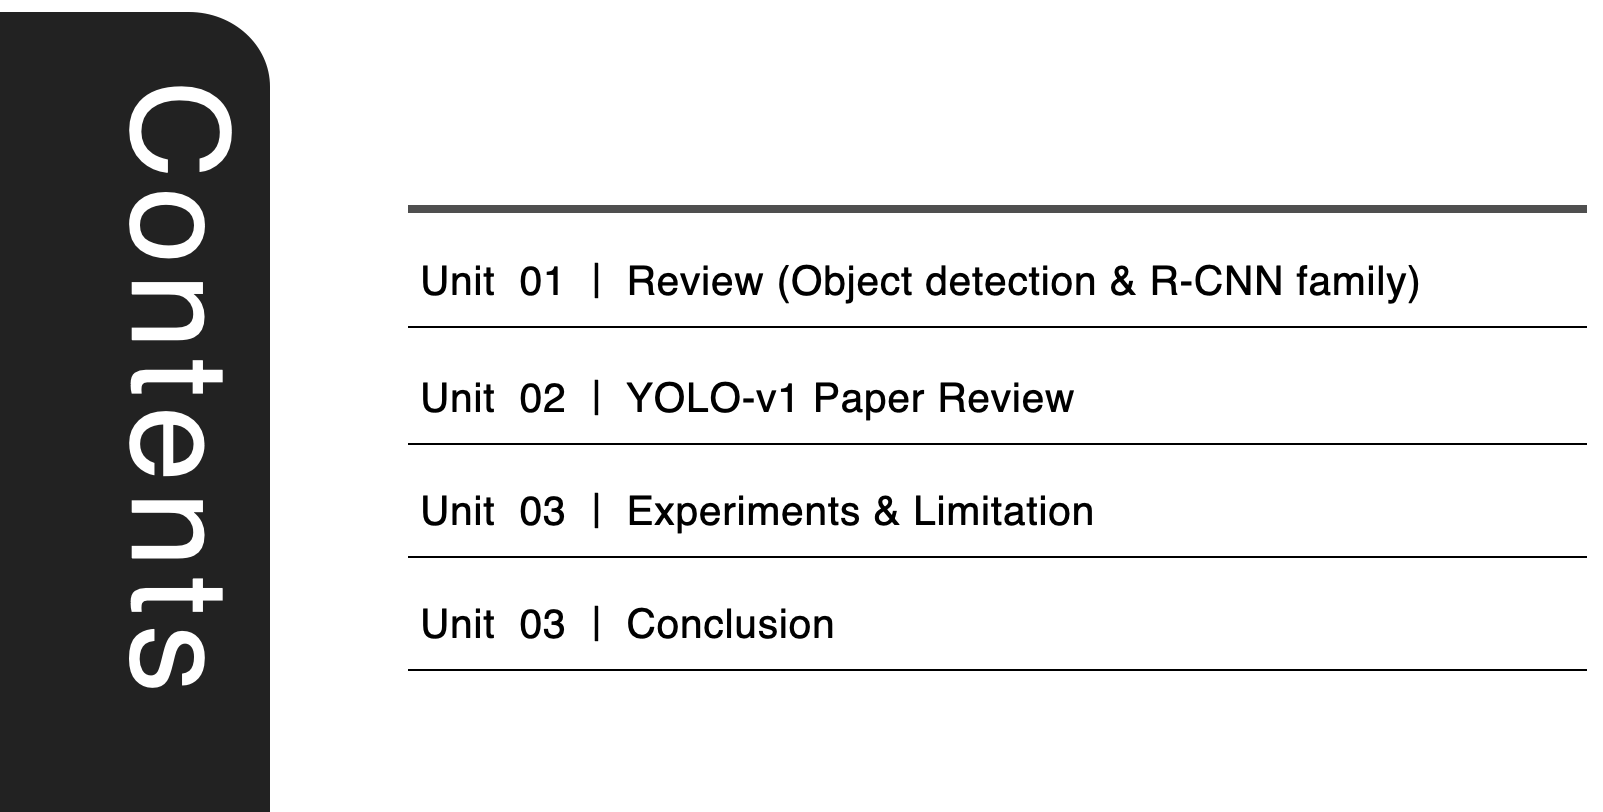 Contents
Unit 01 | Review (Object detection & R-CNN family)
Unit 02 | YOLO-v1 Paper Review
Unit 03 | Experiments & Limitation
Unit 03 | Conclusion